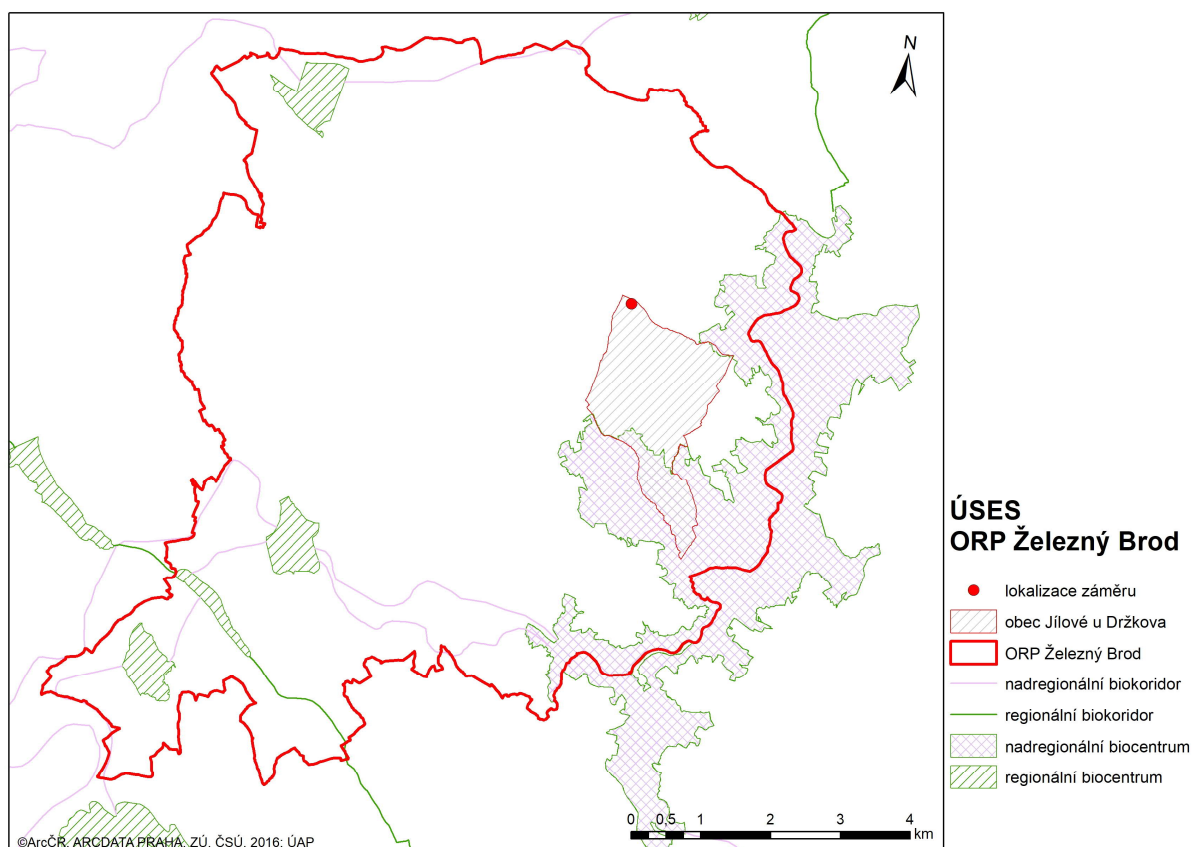 N
ÚSES
ORP Železný Brod
lokalizace záměru
obec Jílové u Držkova
ORP Železný Brod
nadregionální biokoridor
regionální biokoridor
nadregionální biocentrum
regionální biocentrum
0 0,5 1 2 3 4
km
©ArcČR, ARCDATA PRAHA, ZÚ, ČSÚ, 2016; ÚAP